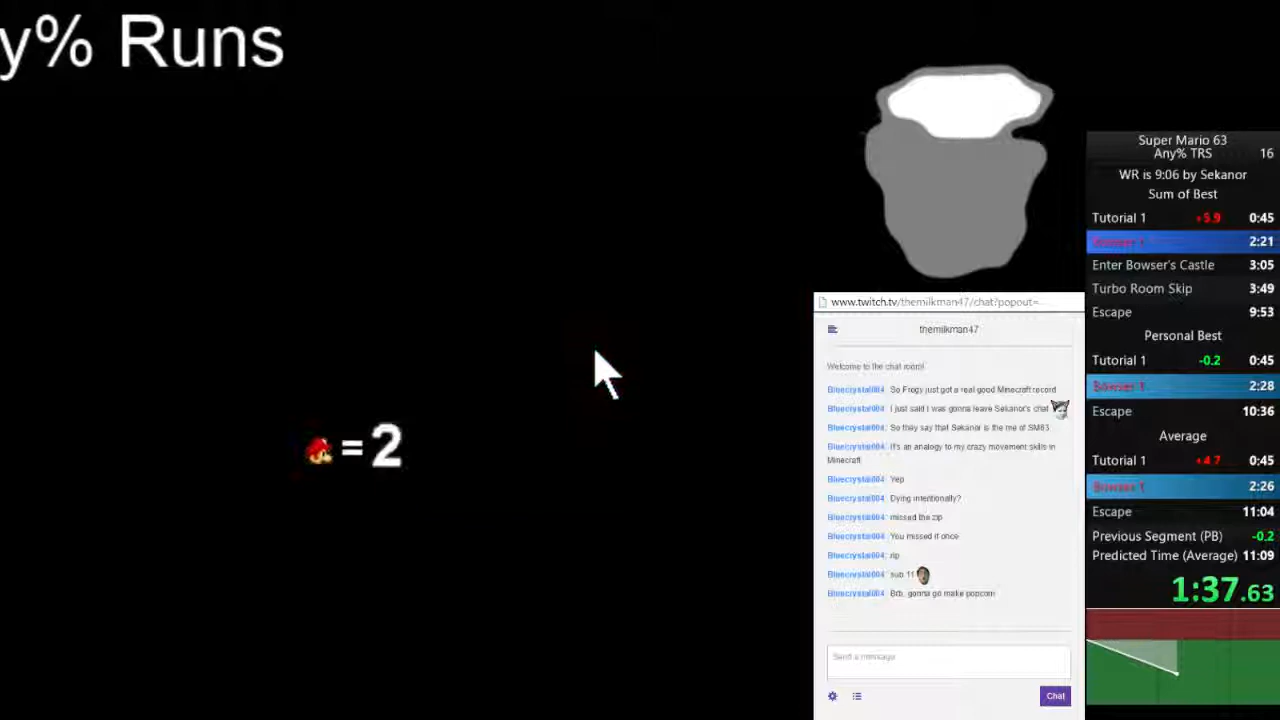 y% Runs
= 2
www.twitch.tv/themilkman47/chat?popout=...
themilkman47
Welcome to the chat room!
Bluecrystal004: So Frogy just got a real good Minecraft record
Bluecrystal004: I just said I was gonna leave Sekanor's chat
Bluecrystal004: So they say that Sekanor is the me of SM63
Bluecrystal004: It's an analogy to my crazy movement skills in
Minecraft
Bluecrystal004: Yep
Bluecrystal004: Dying intentionally?
Bluecrystal004: missed the zip
Bluecrystal004: You missed it once
Bluecrystal004: rip
Bluecrystal004: sub 11
Bluecrystal004: Brb, gonna go make popcorn
Send a message
Chat
Super Mario 63
Any% TRS 16
WR is 9:06 by Sekanor
Sum of Best
Tutorial 1 +5.9 0:45
Bowser 1 2:21
Enter Bowser's Castle 3:05
Turbo Room Skip 3:49
Escape 9:53
Personal Best
Tutorial 1 -0.2 0:45
Bowser 1 2:28
Escape 10:36
Average
Tutorial 1 +4.7 0:46
Bowser 1 2:26
Escape 11:04
Previous Segment (PB) -0.2
Predicted Time (Average) 11:09
1:37.63